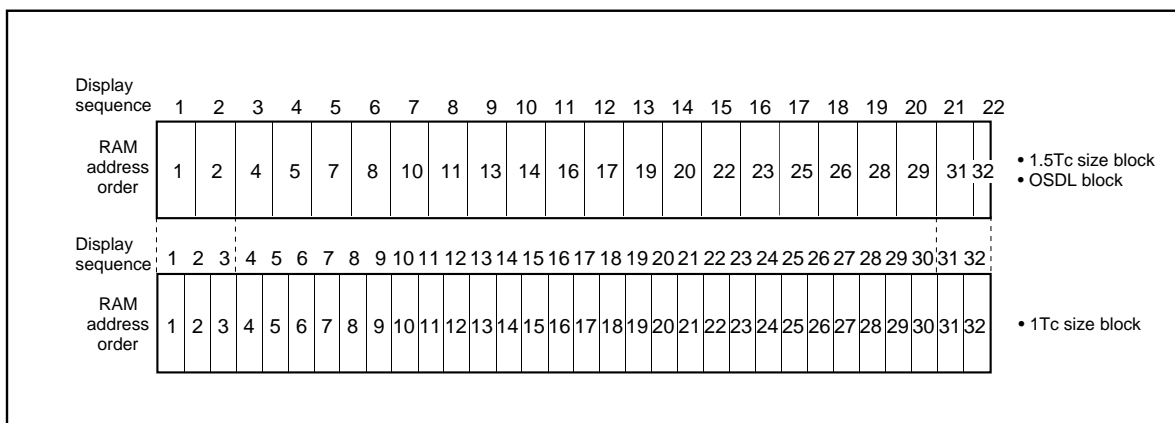 Display
sequence 1 2 3 4 5 6 7 8 9 10 11 12 13 14 15 16 17 18 19 20 21 22
RAM
address
order
1 2 4 5 7 8 10 11 13 14 16 17 19 20 22 23 25 26 28 29 31 32
• 1.5Tc size block
• OSDL block
Display
sequence 1 2 3 4 5 6 7 8 9 10 11 12 13 14 15 16 17 18 19 20 21 22 23 24 25 26 27 28 29 30 31 32
RAM
address
order
1 2 3 4 5 6 7 8 9 10 11 12 13 14 15 16 17 18 19 20 21 22 23 24 25 26 27 28 29 30 31 32
• 1Tc size block